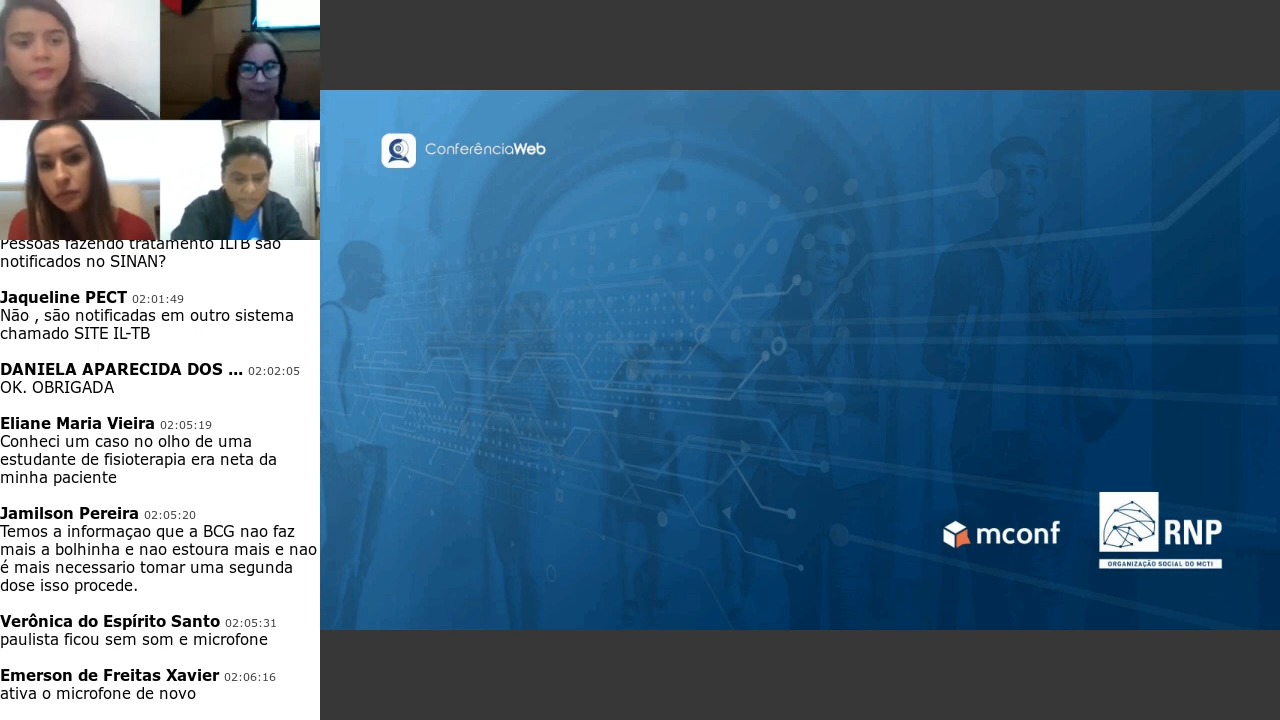 Pessoas fazendo tratamento ILTB são
notificados no SINAN?
Jaqueline PECT 02:01:49
Não , são notificadas em outro sistema
chamado SITE IL-TB
DANIELA APARECIDA DOS ... 02:02:05
OK. OBRIGADA
Eliane Maria Vieira 02:05:19
Conheci um caso no olho de uma
estudante de fisioterapia era neta da
minha paciente
Jamilson Pereira 02:05:20
Temos a informaçao que a BCG nao faz
mais a bolhinha e nao estoura mais e nao
é mais necessario tomar uma segunda
dose isso procede.
Verônica do Espírito Santo 02:05:31
paulista ficou sem som e microfone
Emerson de Freitas Xavier 02:06:16
ativa o microfone de novo
ConferênciaWeb
mconf
RNP
ORGANIZAÇÃO SOCIAL DO MCTI